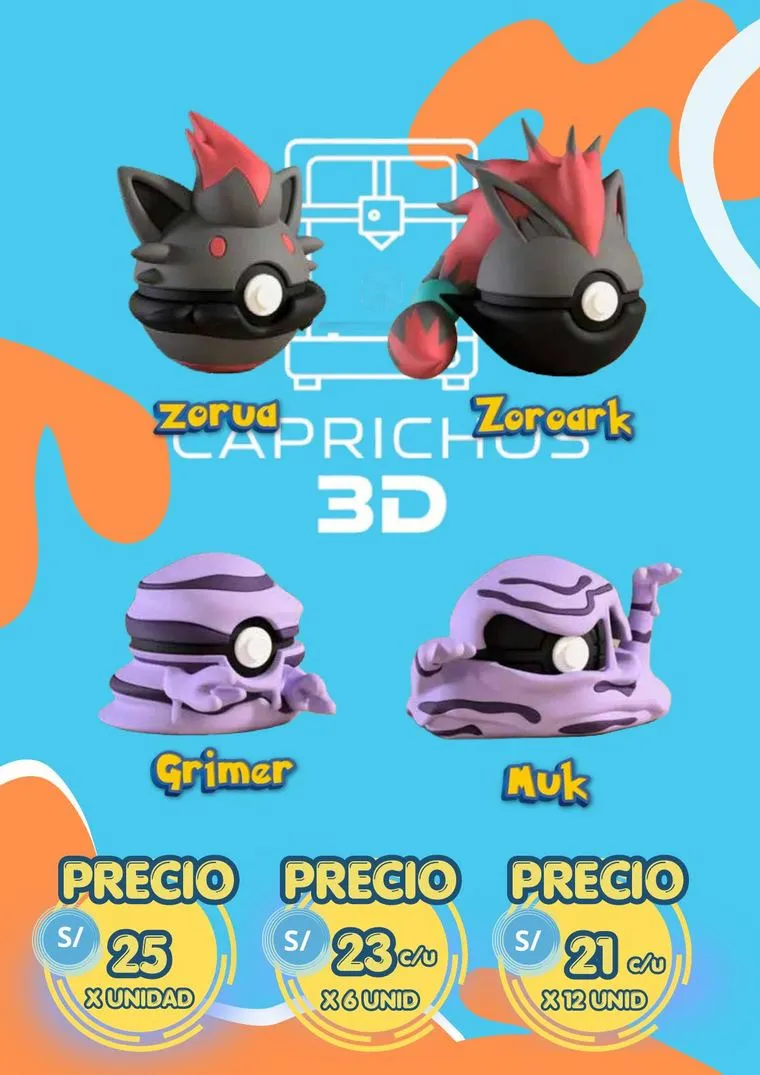 Zorua
Zoroark
CAPRICHOS
3D
Grimer
Muk
PRECIO
S/ 25
X UNIDAD
PRECIO
S/ 23 c/u
X 6 UNID
PRECIO
S/ 21 c/u
X 12 UNID